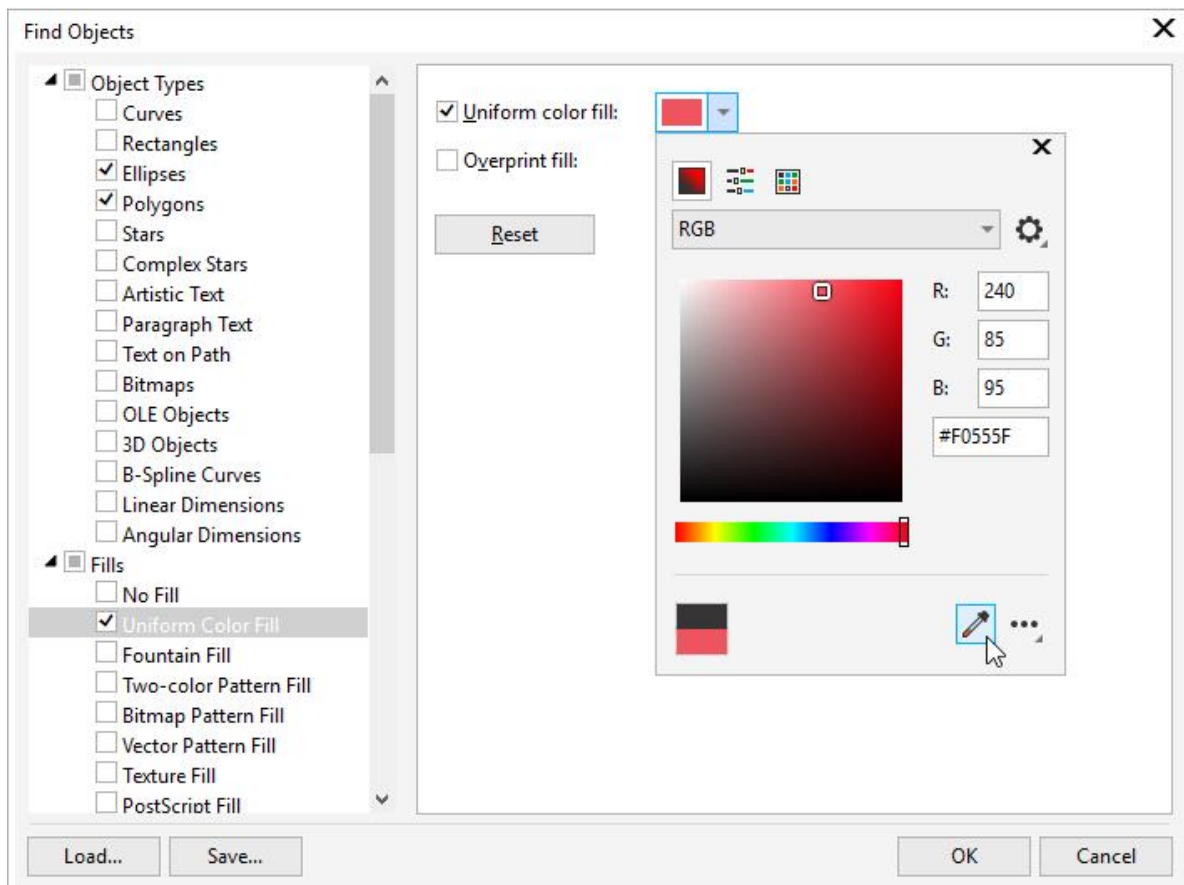 Find Objects
Object Types
Curves
Rectangles
Ellipses
Polygons
Stars
Complex Stars
Artistic Text
Paragraph Text
Text on Path
Bitmaps
OLE Objects
3D Objects
B-Spline Curves
Linear Dimensions
Angular Dimensions
Fills
No Fill
Uniform Color Fill
Fountain Fill
Two-color Pattern Fill
Bitmap Pattern Fill
Vector Pattern Fill
Texture Fill
PostScript Fill
Uniform color fill:
Overprint fill:
Reset
RGB
R: 240
G: 85
B: 95
#F0555F
Load...
Save...
OK
Cancel